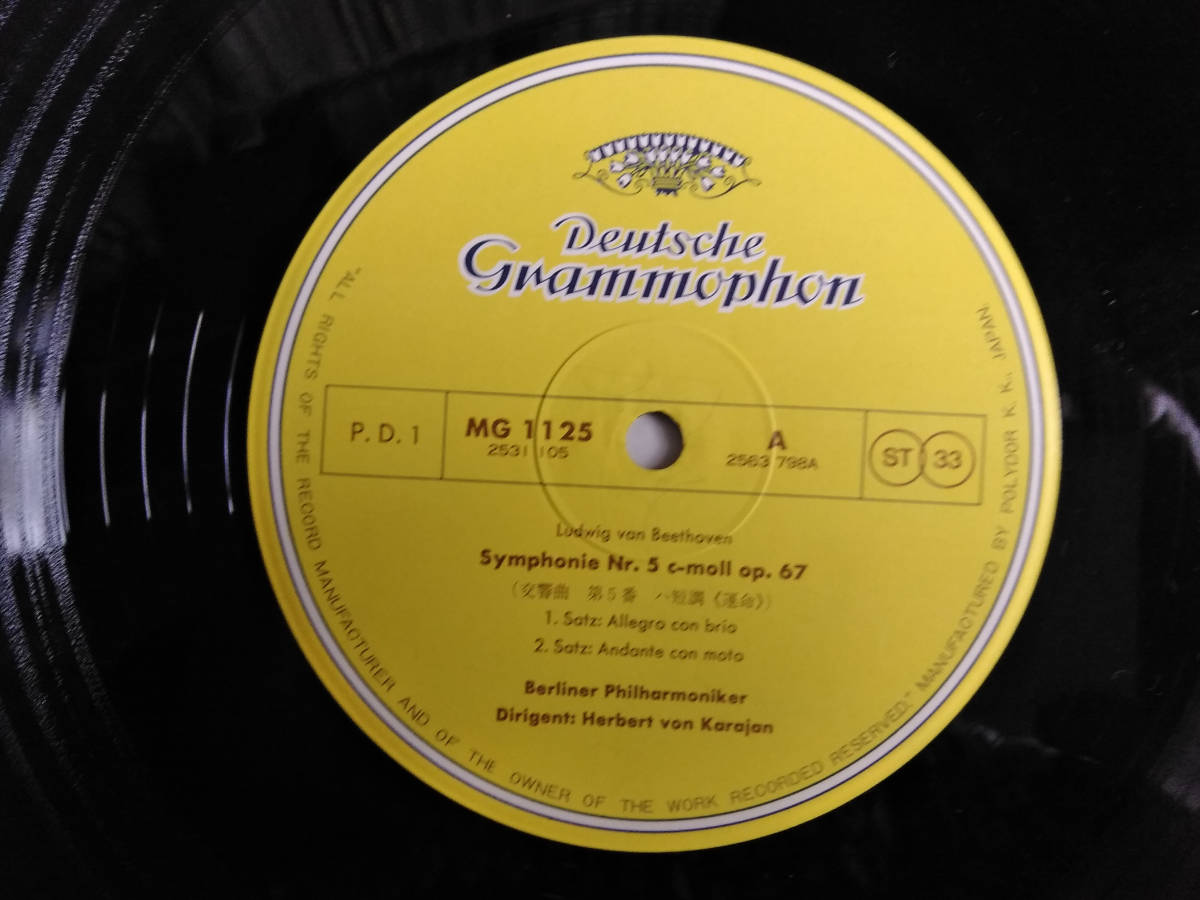 Deutsche
Grammophon
P. D. 1
MG 1125
2531 105
A
2563 798A
ST 33
Ludwig van Beethoven
Symphonie Nr. 5 c-moll op. 67
(交響曲 第5番 ハ短調《運命》)
1. Satz: Allegro con brio
2. Satz: Andante con moto
Berliner Philharmoniker
Dirigent: Herbert von Karajan
"ALL RIGHTS OF THE RECORD MANUFACTURER AND OF THE OWNER OF THE WORK RECORDED RESERVED." MANUFACTURED BY POLYDOR K. K., JAPAN.